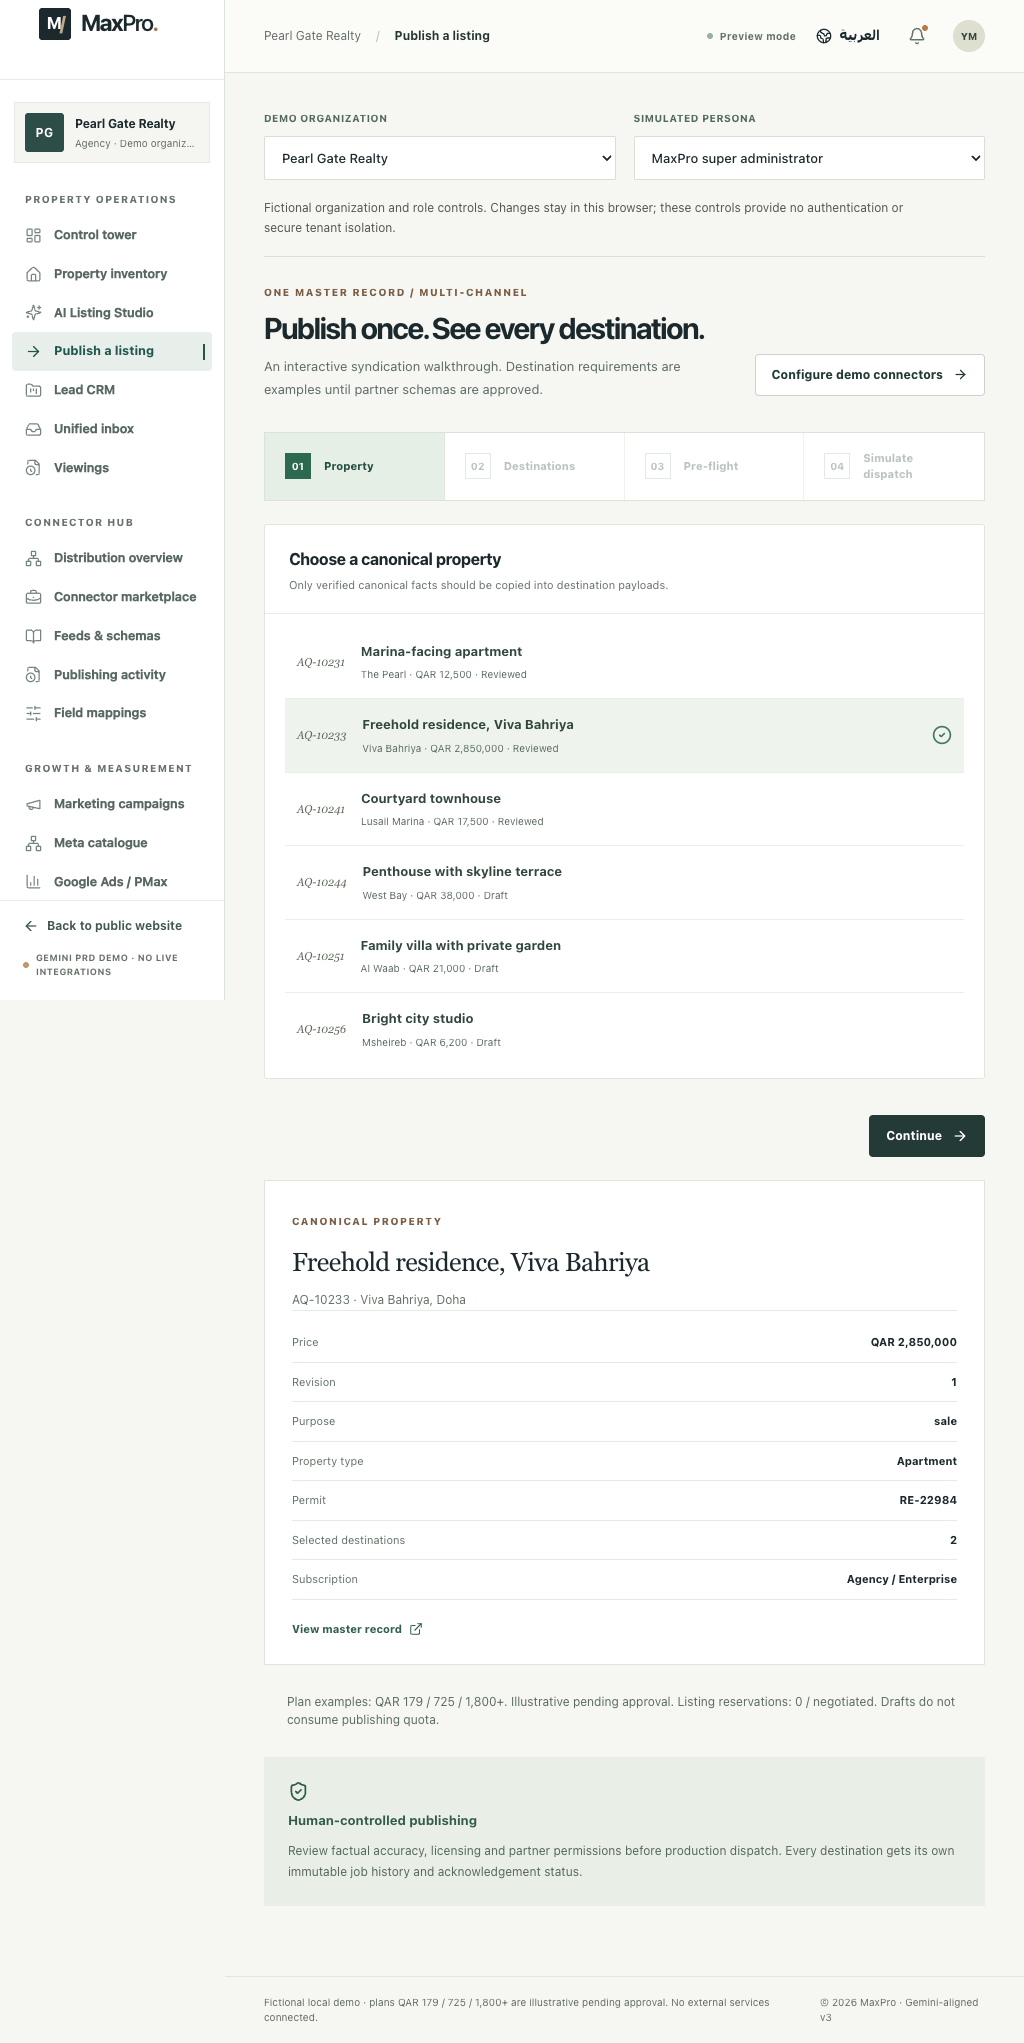 M/ MaxPro.
PG
Pearl Gate Realty
Agency · Demo organiz...
PROPERTY OPERATIONS
Control tower
Property inventory
AI Listing Studio
Publish a listing
Lead CRM
Unified inbox
Viewings
CONNECTOR HUB
Distribution overview
Connector marketplace
Feeds & schemas
Publishing activity
Field mappings
GROWTH & MEASUREMENT
Marketing campaigns
Meta catalogue
Google Ads / PMax
Back to public website
GEMINI PRD DEMO · NO LIVE
INTEGRATIONS
Pearl Gate Realty / Publish a listing
Preview mode
العربية
YM
DEMO ORGANIZATION
Pearl Gate Realty
SIMULATED PERSONA
MaxPro super administrator
Fictional organization and role controls. Changes stay in this browser; these controls provide no authentication or
secure tenant isolation.
ONE MASTER RECORD / MULTI-CHANNEL
Publish once. See every destination.
An interactive syndication walkthrough. Destination requirements are
examples until partner schemas are approved.
Configure demo connectors
01 Property
02 Destinations
03 Pre-flight
04 Simulate
dispatch
Choose a canonical property
Only verified canonical facts should be copied into destination payloads.
AQ-10231
Marina-facing apartment
The Pearl · QAR 12,500 · Reviewed
AQ-10233
Freehold residence, Viva Bahriya
Viva Bahriya · QAR 2,850,000 · Reviewed
AQ-10241
Courtyard townhouse
Lusail Marina · QAR 17,500 · Reviewed
AQ-10244
Penthouse with skyline terrace
West Bay · QAR 38,000 · Draft
AQ-10251
Family villa with private garden
Al Waab · QAR 21,000 · Draft
AQ-10256
Bright city studio
Msheireb · QAR 6,200 · Draft
Continue
CANONICAL PROPERTY
Freehold residence, Viva Bahriya
AQ-10233 · Viva Bahriya, Doha
Price QAR 2,850,000
Revision 1
Purpose sale
Property type Apartment
Permit RE-22984
Selected destinations 2
Subscription Agency / Enterprise
View master record
Plan examples: QAR 179 / 725 / 1,800+. Illustrative pending approval. Listing reservations: 0 / negotiated. Drafts do not
consume publishing quota.
Human-controlled publishing
Review factual accuracy, licensing and partner permissions before production dispatch. Every destination gets its own
immutable job history and acknowledgement status.
Fictional local demo · plans QAR 179 / 725 / 1,800+ are illustrative pending approval. No external services
connected.
© 2026 MaxPro · Gemini-aligned
v3